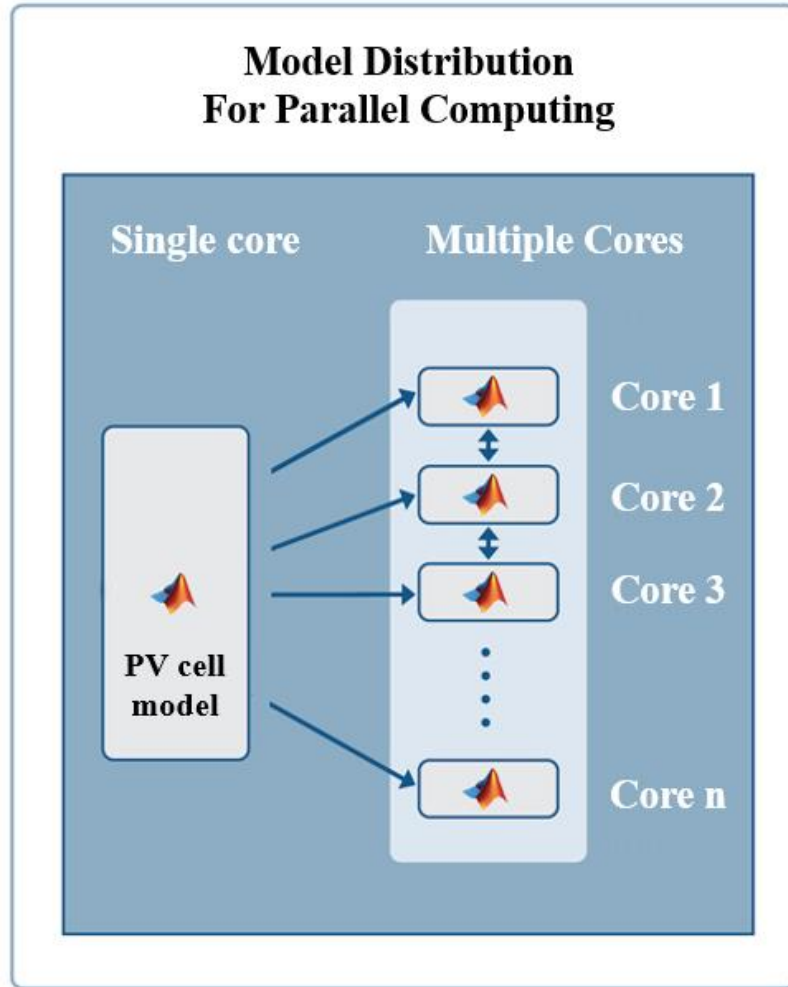 Model Distribution
For Parallel Computing
Single core
Multiple Cores
Core 1
Core 2
Core 3
PV cell
model
Core n